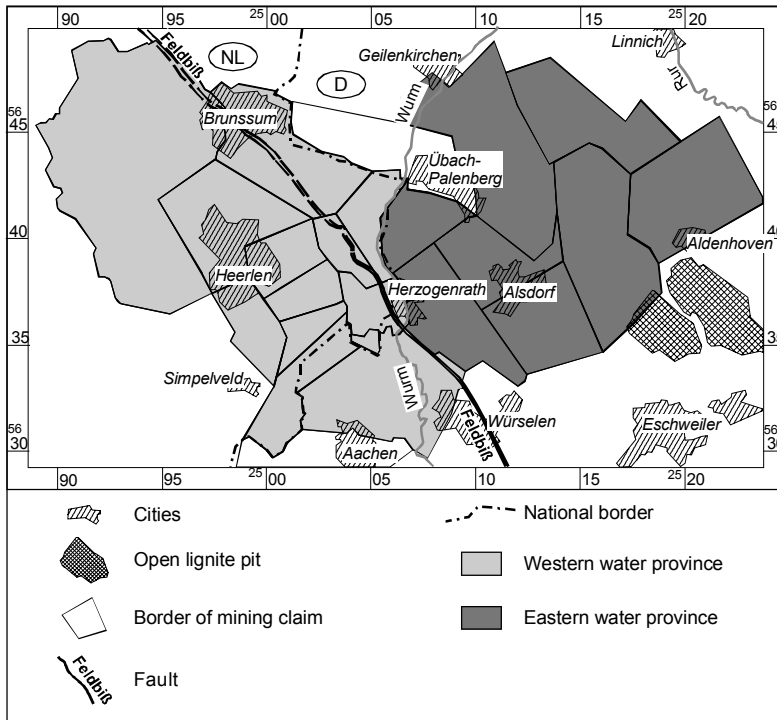 90 95 25 00 05 10 15 25 20
Feldbiß
NL
D
Geilenkirchen
Linnich
Wurm
Rur
56
45
56
45
Brunssum
Übach-
Palenberg
40
40
Aldenhoven
Heerlen
Herzogenrath
Alsdorf
35
35
Simpelveld
Wurm
Feldbiß
Würselen
56
30
56
30
Aachen
Eschweiler
90 95 25 00 05 10 15 25 20
Cities
National border
Open lignite pit
Western water province
Border of mining claim
Eastern water province
Feldbiß
Fault